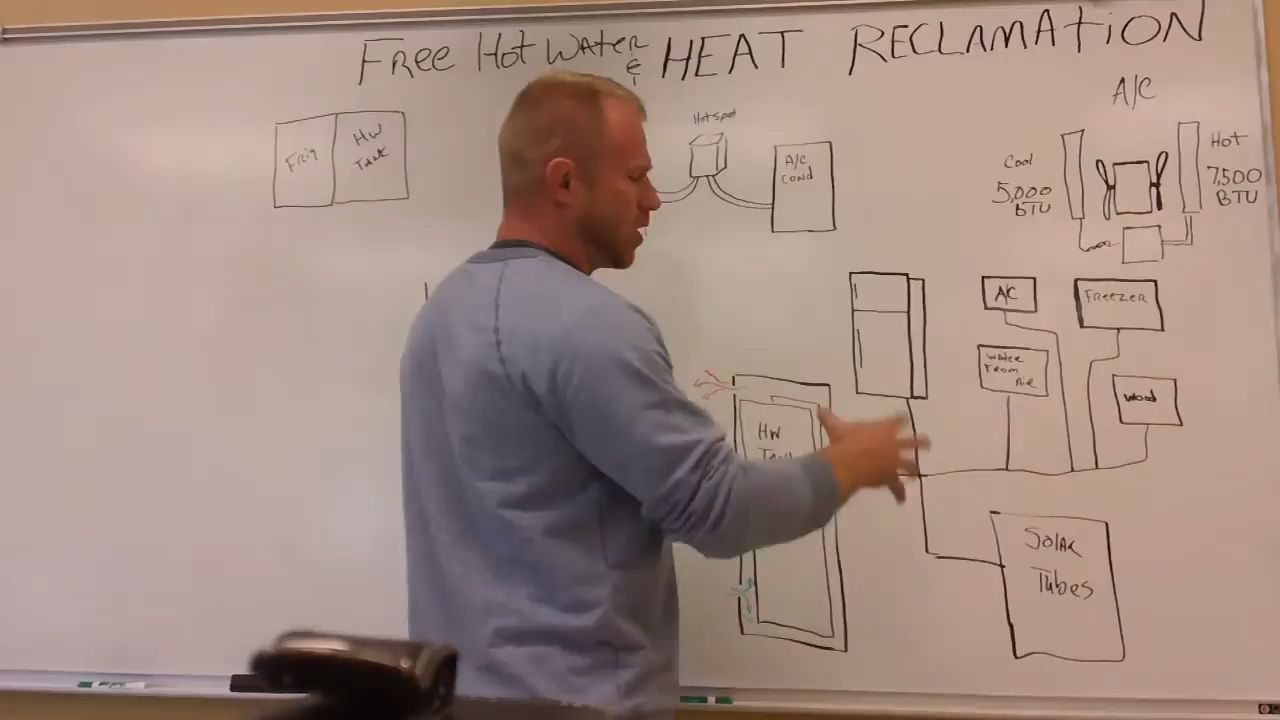 Free Hot Water & HEAT RECLAMATION
A/C
Hotspot
Frig
HW
Tank
A/C
Cond
Cool
5,000
BTU
Hot
7,500
BTU
A/C
Freezer
Water
room
Air
Wood
HW
Tank
Solar
Tubes